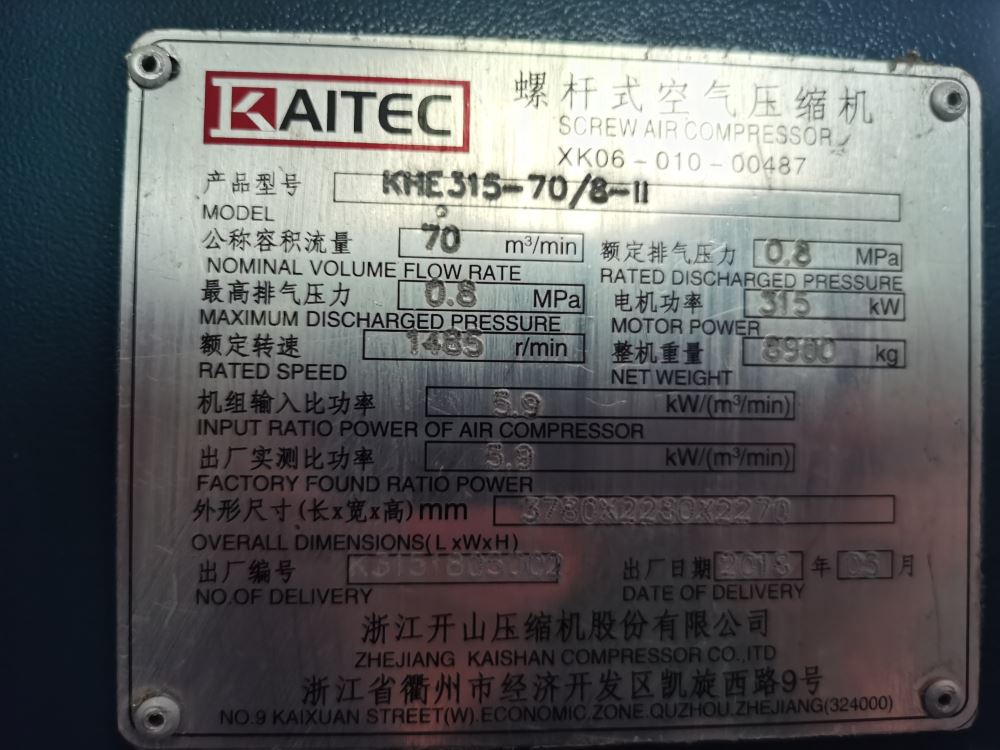 KAITEC
螺杆式空气压缩机
SCREW AIR COMPRESSOR
XK06-010-00487
产品型号 KHE315-70/8-II
MODEL
公称容积流量 70 m³/min 额定排气压力 0.8 MPa
NOMINAL VOLUME FLOW RATE RATED DISCHARGED PRESSURE
最高排气压力 0.8 MPa 电机功率 315 kW
MAXIMUM DISCHARGED PRESSURE MOTOR POWER
额定转速 1485 r/min 整机重量 8900 kg
RATED SPEED NET WEIGHT
机组输入比功率 5.9 kW/(m³/min)
INPUT RATIO POWER OF AIR COMPRESSOR
出厂实测比功率 5.9 kW/(m³/min)
FACTORY FOUND RATIO POWER
外形尺寸(长x宽x高)mm 3780X2280X2270
OVERALL DIMENSIONS(LxWxH)
出厂编号 出厂日期 2018 年 05 月
NO.OF DELIVERY DATE OF DELIVERY
浙江开山压缩机股份有限公司
ZHEJIANG KAISHAN COMPRESSOR CO.,ITD
浙江省衢州市经济开发区凯旋西路9号
NO.9 KAIXUAN STREET(W).ECONOMIC.ZONE.QUZHOU.ZHEJIANG(324000)